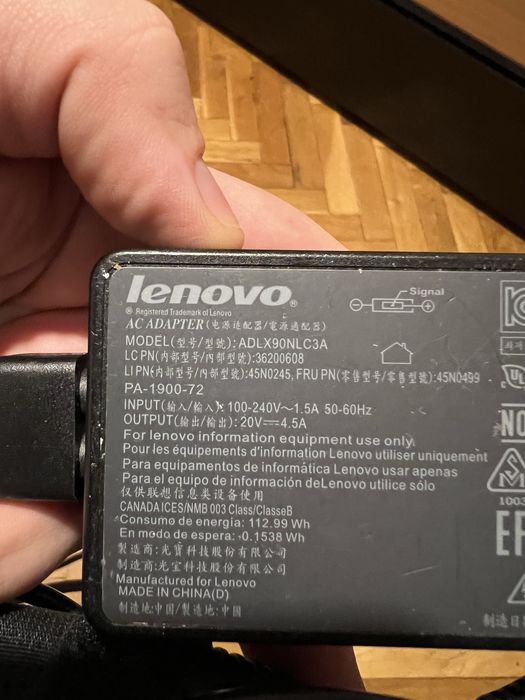 lenovo®
® Registered Trademark of Lenovo
Signal
AC ADAPTER(电源适配器/電源適配器)
MODEL(型号/型號):ADLX90NLC3A
LC PN(内部型号/内部型號):36200608
LI PN(内部型号/内部型號):45N0245, FRU PN(零售型号/零售型號):45N0499
PA-1900-72
INPUT(输入/輸入):100-240V~1.5A 50-60Hz
OUTPUT(输出/輸出):20V⎓4.5A
For lenovo information equipment use only.
Pour les équipements d'information Lenovo utiliser uniquement
Para equipamentos de informática Lenovo usar apenas
Para el equipo de información deLenovo utilice sólo
仅供联想信息类设备使用
CANADA ICES/NMB 003 Class/ClasseB
Consumo de energía: 112.99 Wh
En modo de espera: 0.1538 Wh
製造商:光寶科技股份有限公司
制造商:光宝科技股份有限公司
Manufactured for Lenovo
MADE IN CHINA(D)
制造地:中国/製造地:中國
UL
NO
1003
制造日